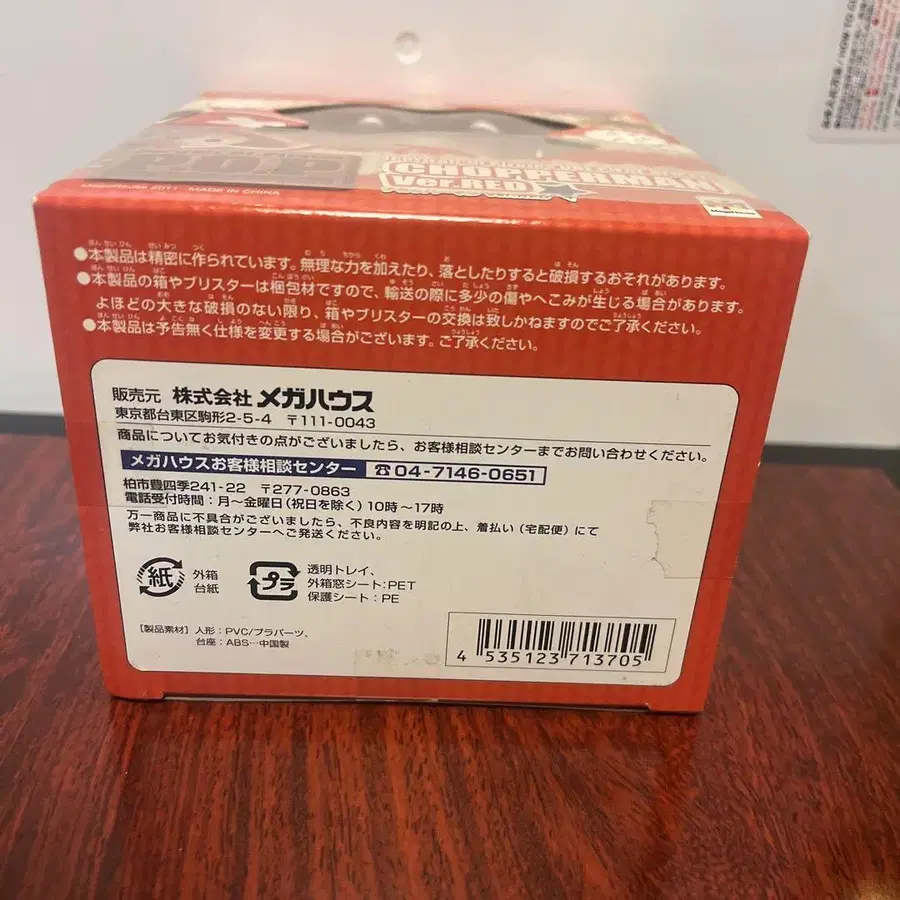 P.O.P
CHOPPERMAN
Ver.RED
MegaHouse 2011 MADE IN CHINA
●本製品は精密に作られています。無理な力を加えたり、落としたりすると破損するおそれがあります。
●本製品の箱やブリスターは梱包材ですので、輸送の際に多少の傷やへこみが生じる場合があります。
よほどの大きな破損のない限り、箱やブリスターの交換は致しかねますのでご了承ください。
●本製品は予告無く仕様を変更する場合がございます。ご了承ください。
販売元 株式会社 メガハウス
東京都台東区駒形2-5-4 〒111-0043
商品についてお気付きの点がございましたら、お客様相談センターまでお問い合わせください。
メガハウスお客様相談センター ☎04-7146-0651
柏市豊四季241-22 〒277-0863
電話受付時間：月～金曜日(祝日を除く)10時～17時
万一商品に不具合がございましたら、不良内容を明記の上、着払い（宅配便）にて
弊社お客様相談センターへご発送ください。
紙 外箱
台紙
プラ 透明トレイ、
外箱窓シート:PET
保護シート：PE
［製品素材］人形：PVC/プラパーツ、
台座：ABS…中国製
4 535123 713705